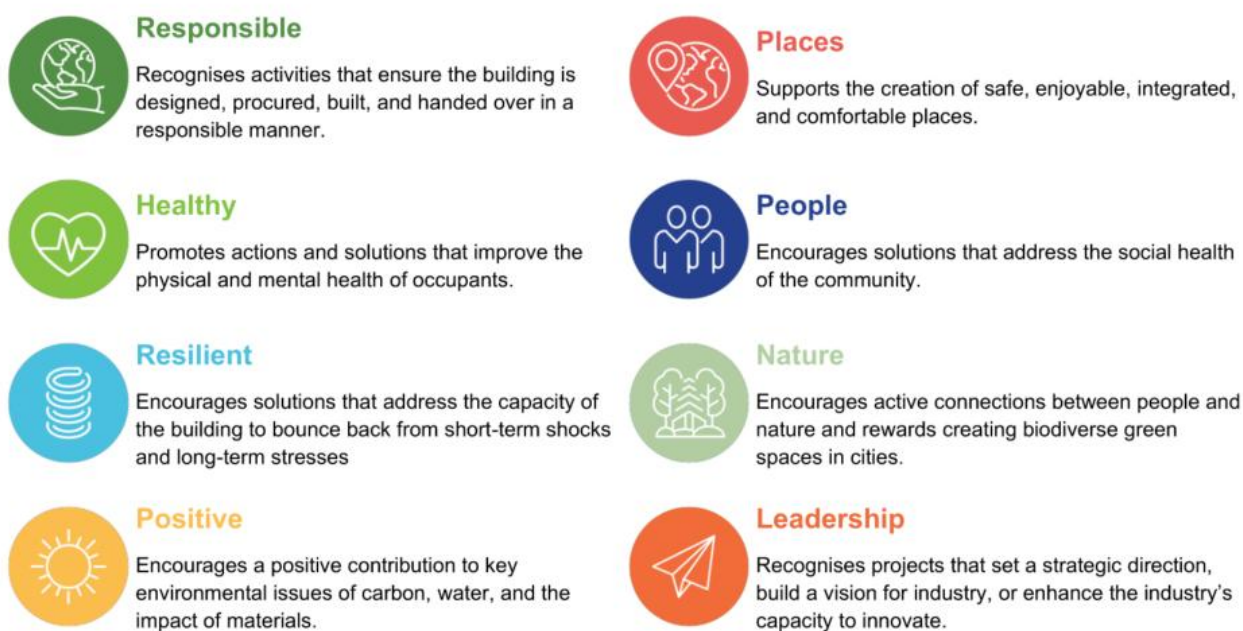 Responsible
Recognises activities that ensure the building is
designed, procured, built, and handed over in a
responsible manner.
Healthy
Promotes actions and solutions that improve the
physical and mental health of occupants.
Resilient
Encourages solutions that address the capacity of
the building to bounce back from short-term shocks
and long-term stresses
Positive
Encourages a positive contribution to key
environmental issues of carbon, water, and the
impact of materials.
Places
Supports the creation of safe, enjoyable, integrated,
and comfortable places.
People
Encourages solutions that address the social health
of the community.
Nature
Encourages active connections between people and
nature and rewards creating biodiverse green
spaces in cities.
Leadership
Recognises projects that set a strategic direction,
build a vision for industry, or enhance the industry's
capacity to innovate.